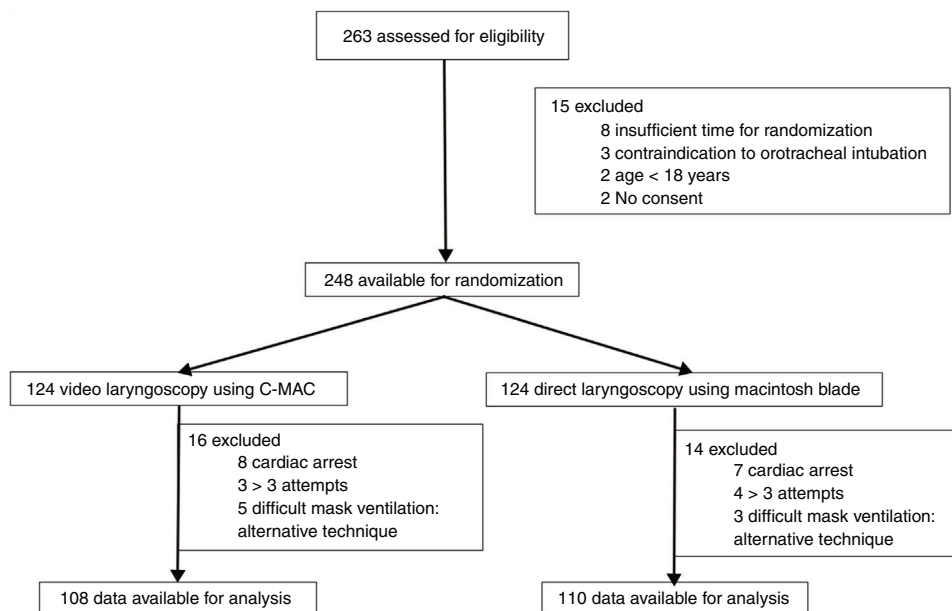 263 assessed for eligibility
15 excluded
8 insufficient time for randomization
3 contraindication to orotracheal intubation
2 age < 18 years
2 No consent
248 available for randomization
124 video laryngoscopy using C-MAC
124 direct laryngoscopy using macintosh blade
16 excluded
8 cardiac arrest
3 > 3 attempts
5 difficult mask ventilation:
alternative technique
14 excluded
7 cardiac arrest
4 > 3 attempts
3 difficult mask ventilation:
alternative technique
108 data available for analysis
110 data available for analysis